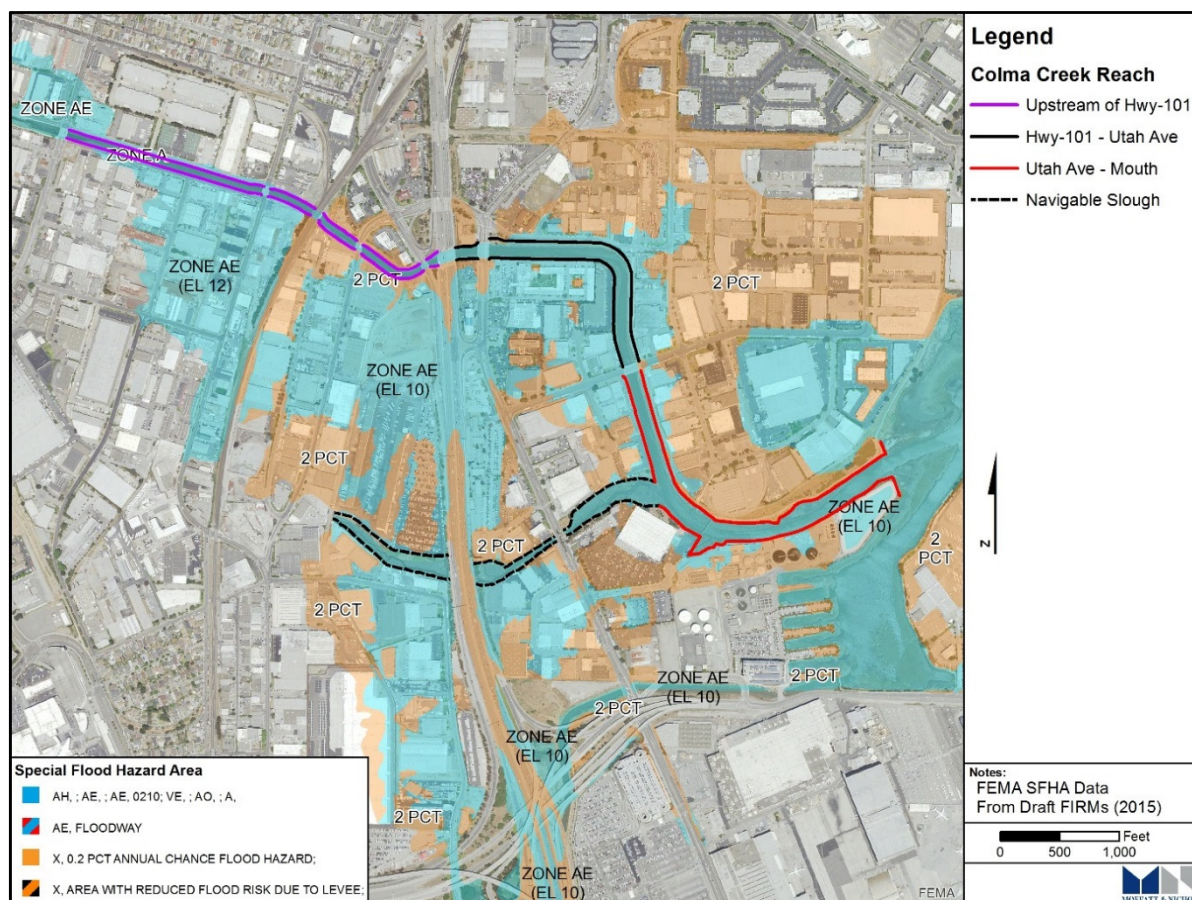 ZONE AE
ZONE A
ZONE AE
(EL 12)
2 PCT
2 PCT
ZONE AE
(EL 10)
2 PCT
2 PCT
2 PCT
ZONE AE
(EL 10)
2
PCT
2 PCT
ZONE AE
(EL 10)
2 PCT
2 PCT
ZONE AE
(EL 10)
2 PCT
ZONE AE
(EL 10)
FEMA
Special Flood Hazard Area
AH, ; AE, ; AE, 0210; VE, ; AO, ; A,
AE, FLOODWAY
X, 0.2 PCT ANNUAL CHANCE FLOOD HAZARD;
X, AREA WITH REDUCED FLOOD RISK DUE TO LEVEE;
Legend
Colma Creek Reach
Upstream of Hwy-101
Hwy-101 - Utah Ave
Utah Ave - Mouth
Navigable Slough
N
Notes:
FEMA SFHA Data
From Draft FIRMs (2015)
Feet
0 500 1,000